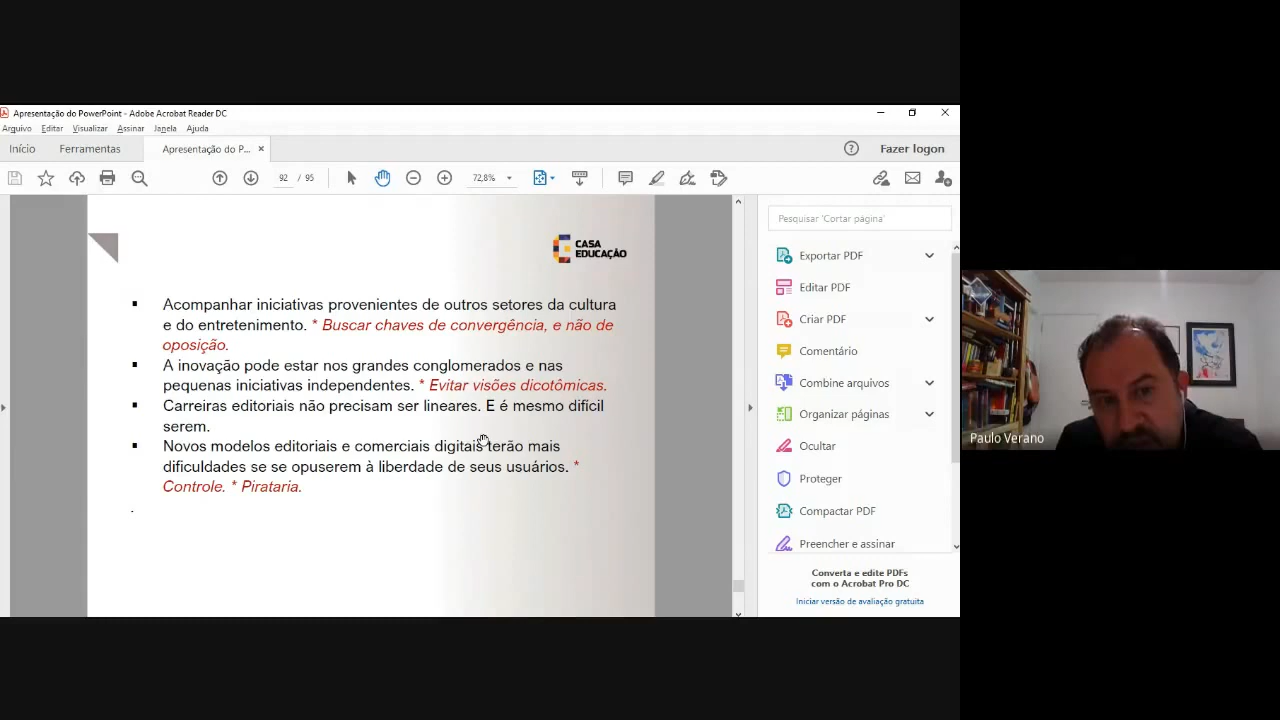 Apresentação do PowerPoint - Adobe Acrobat Reader DC
Arquivo Editar Visualizar Assinar Janela Ajuda
Início Ferramentas Apresentação do P... × Fazer logon
92 / 95 72,8%
CASA
EDUCAÇÃO
Acompanhar iniciativas provenientes de outros setores da cultura
e do entretenimento. * Buscar chaves de convergência, e não de
oposição.
A inovação pode estar nos grandes conglomerados e nas
pequenas iniciativas independentes. * Evitar visões dicotômicas.
Carreiras editoriais não precisam ser lineares. E é mesmo difícil
serem.
Novos modelos editoriais e comerciais digitais terão mais
dificuldades se se opuserem à liberdade de seus usuários. *
Controle. * Pirataria.
.
Pesquisar 'Cortar página'
Exportar PDF
Editar PDF
Criar PDF
Comentário
Combine arquivos
Organizar páginas
Ocultar
Proteger
Compactar PDF
Preencher e assinar
Converta e edite PDFs
com o Acrobat Pro DC
Iniciar versão de avaliação gratuita
Paulo Verano